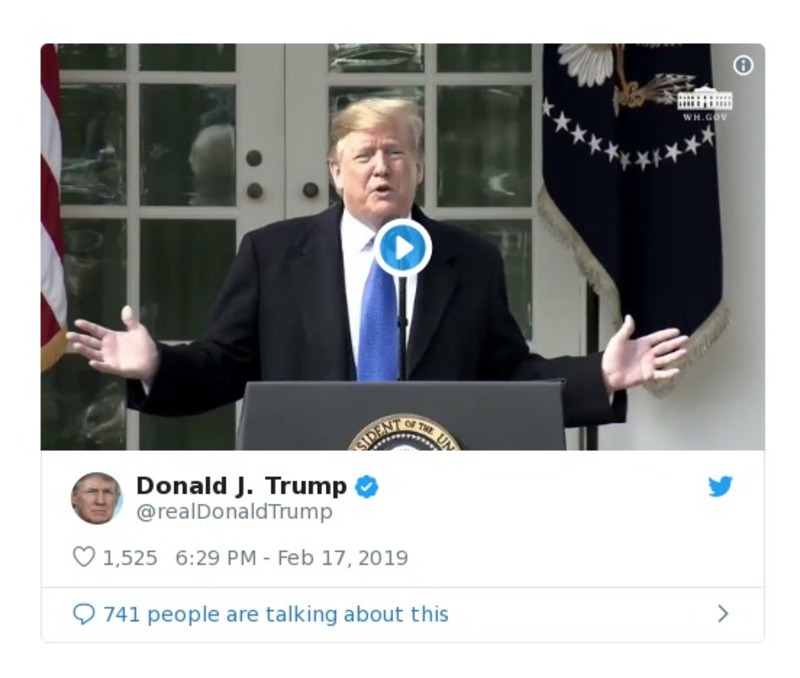 WH.GOV
SIDENT OF THE UN
Donald J. Trump
@realDonaldTrump
1,525 6:29 PM - Feb 17, 2019
741 people are talking about this